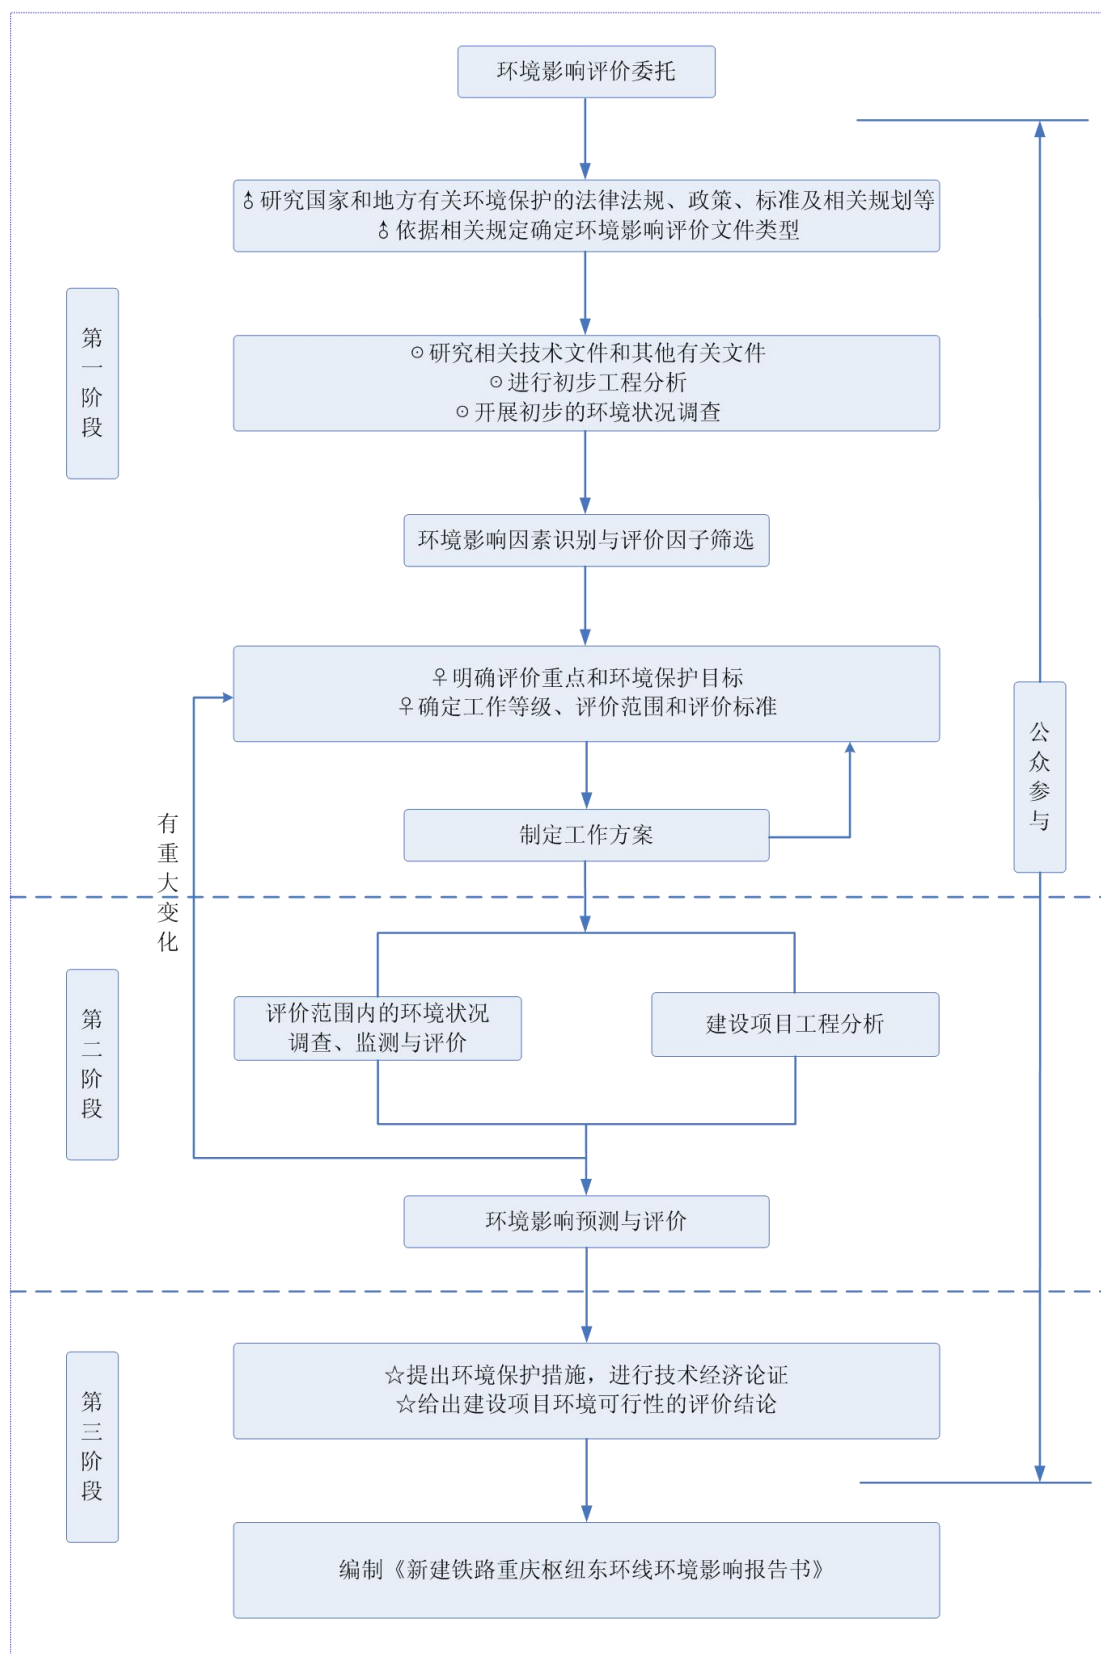 环境影响评价委托
♁研究国家和地方有关环境保护的法律法规、政策、标准及相关规划等
♁依据相关规定确定环境影响评价文件类型
第一阶段
⊙研究相关技术文件和其他有关文件
⊙进行初步工程分析
⊙开展初步的环境状况调查
环境影响因素识别与评价因子筛选
♀明确评价重点和环境保护目标
♀确定工作等级、评价范围和评价标准
公众参与
制定工作方案
有重大变化
第二阶段
评价范围内的环境状况
调查、监测与评价
建设项目工程分析
环境影响预测与评价
第三阶段
☆提出环境保护措施，进行技术经济论证
☆给出建设项目环境可行性的评价结论
编制《新建铁路重庆枢纽东环线环境影响报告书》